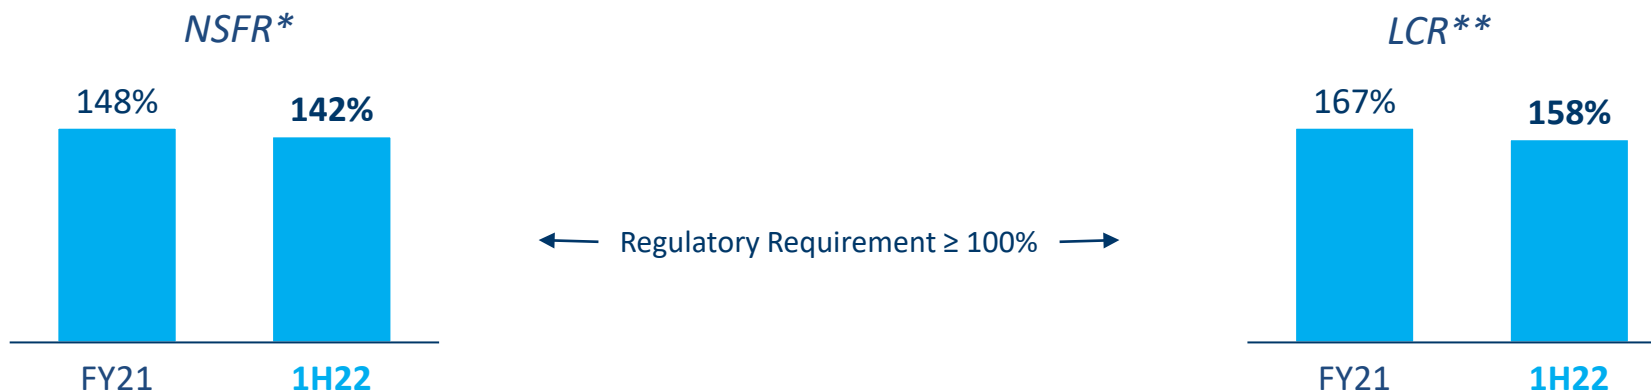 NSFR*
148%
142%
FY21
1H22
Regulatory Requirement ≥ 100%
LCR**
167%
158%
FY21
1H22